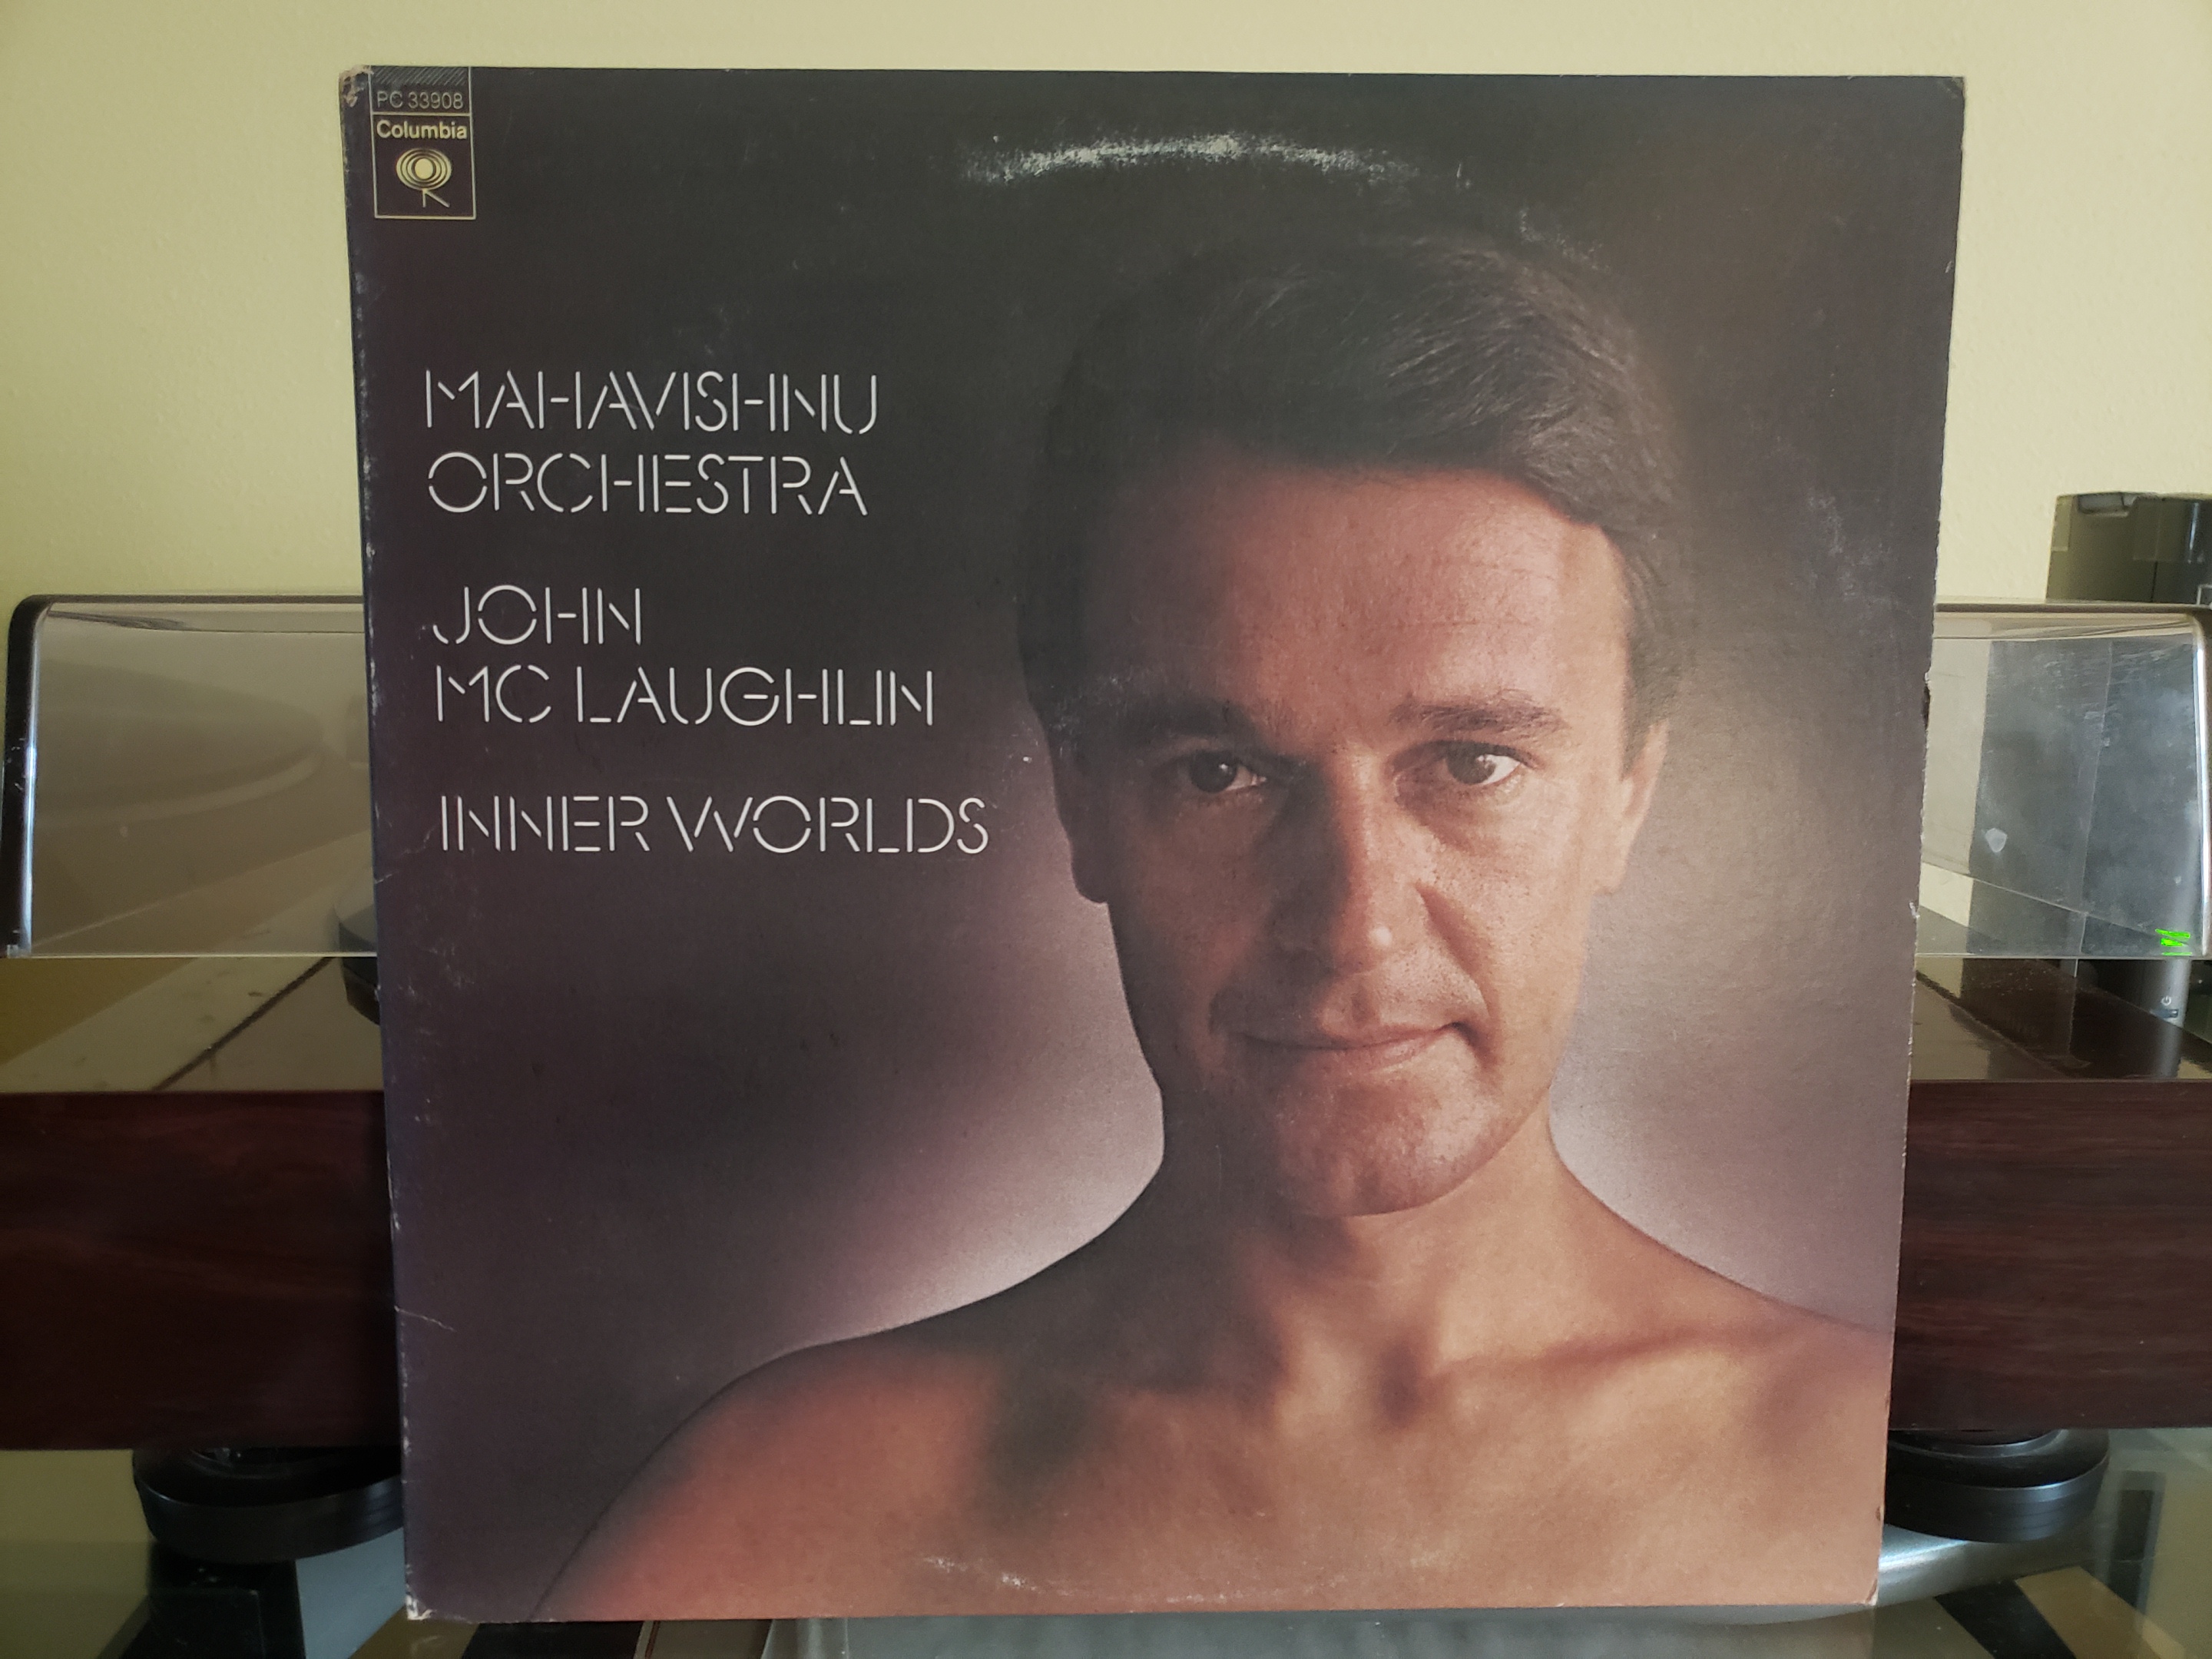 PC 33908
Columbia
MAHAVISHNU
ORCHESTRA
JOHN
MC LAUGHLIN
INNER WORLDS